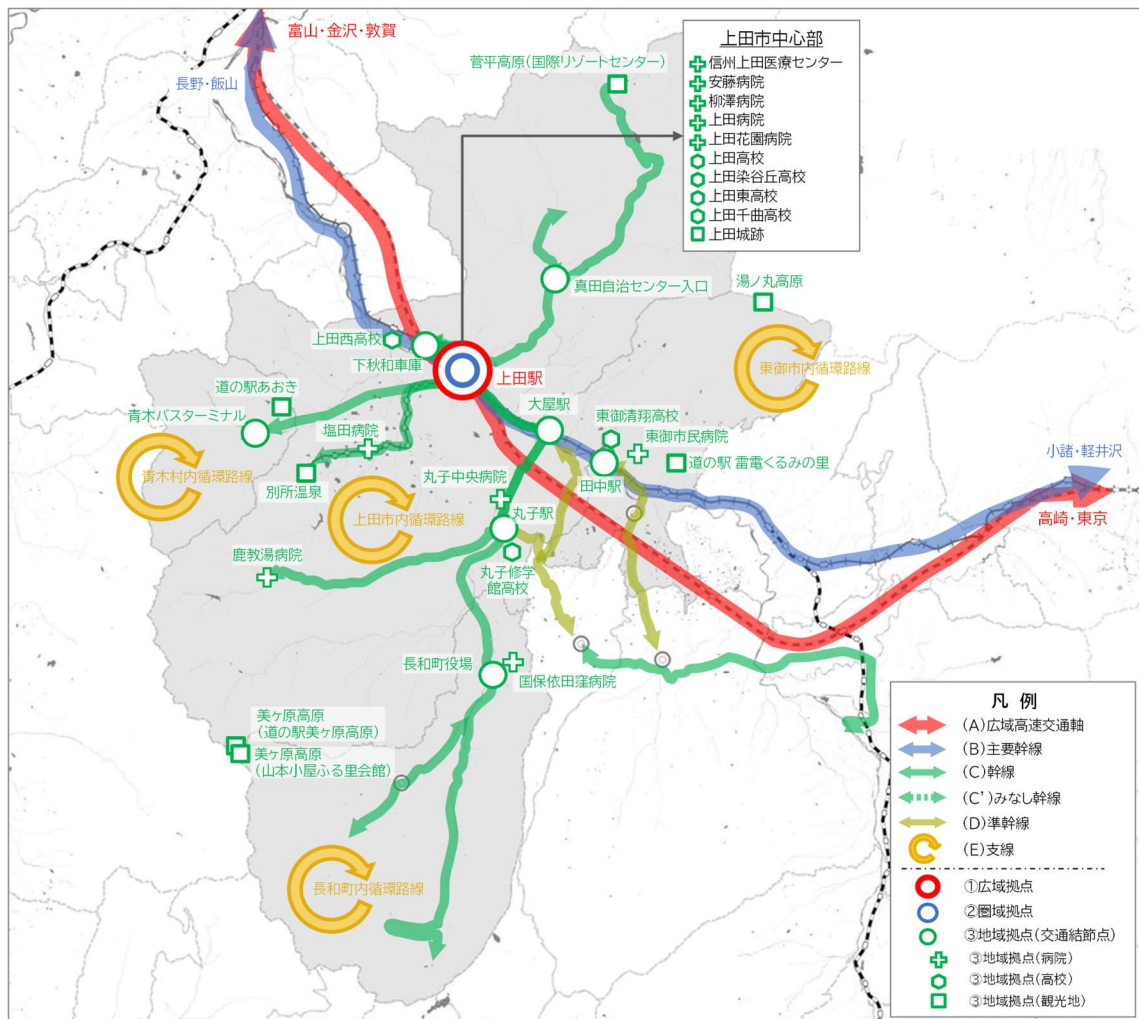 富山・金沢・敦賀
長野・飯山
菅平高原(国際リゾートセンター)
上田市中心部
信州上田医療センター
安藤病院
柳澤病院
上田病院
上田花園病院
上田高校
上田染谷丘高校
上田東高校
上田千曲高校
上田城跡
真田自治センター入口
湯ノ丸高原
上田西高校
下秋和車庫
上田駅
東御市内循環路線
道の駅あおき
青木バスターミナル
大屋駅
東御清翔高校
東御市民病院
塩田病院
道の駅 雷電くるみの里
小諸・軽井沢
青木村内循環路線
別所温泉
丸子中央病院
田中駅
上田市内循環路線
丸子駅
高崎・東京
鹿教湯病院
丸子修学
館高校
長和町役場
国保依田窪病院
美ヶ原高原
(道の駅美ヶ原高原)
美ヶ原高原
(山本小屋ふる里会館)
長和町内循環路線
凡 例
(A)広域高速交通軸
(B)主要幹線
(C)幹線
(C')みなし幹線
(D)準幹線
(E)支線
①広域拠点
②圏域拠点
③地域拠点(交通結節点)
③地域拠点(病院)
③地域拠点(高校)
③地域拠点(観光地)